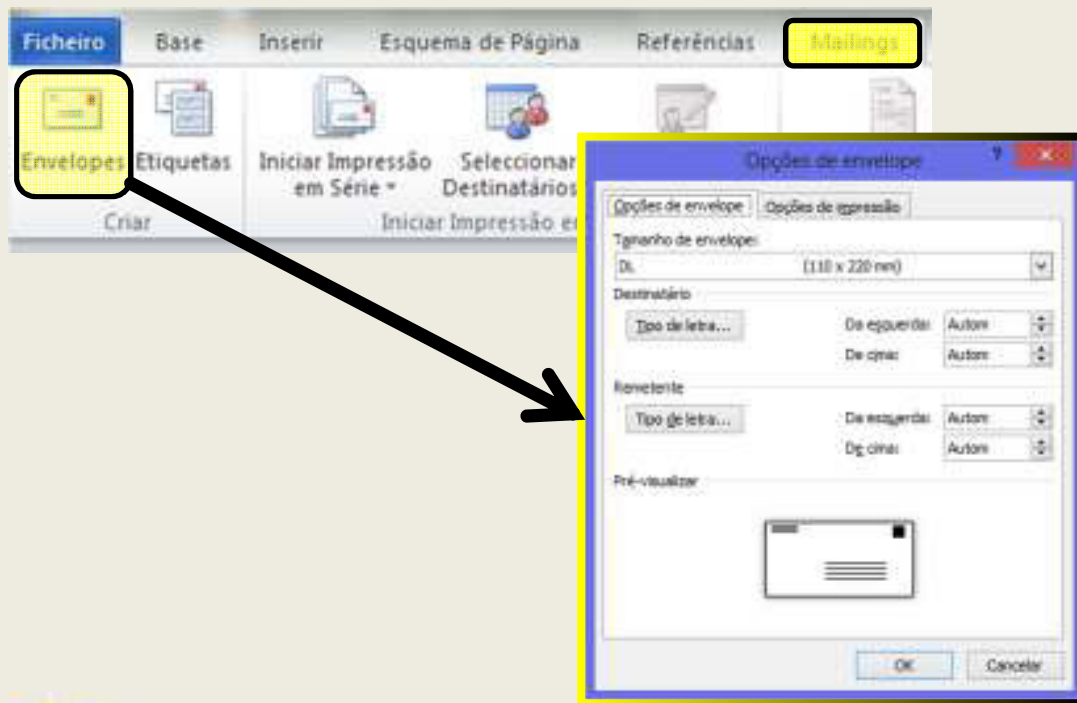 Ficheiro Base Inserir Esquema de Página Referências Mailings
Envelopes Etiquetas Iniciar Impressão em Série Seleccionar Destinatários
Criar Iniciar Impressão e
Opções de envelope ?
Opções de envelope Opções de impressão
Tamanho de envelope:
DL (110 x 220 mm)
Destinatário
Tipo de letra... Da esquerda: Autom
De cima: Autom
Remetente
Tipo de letra... Da esquerda: Autom
De cima: Autom
Pré-visualizar
OK Cancelar